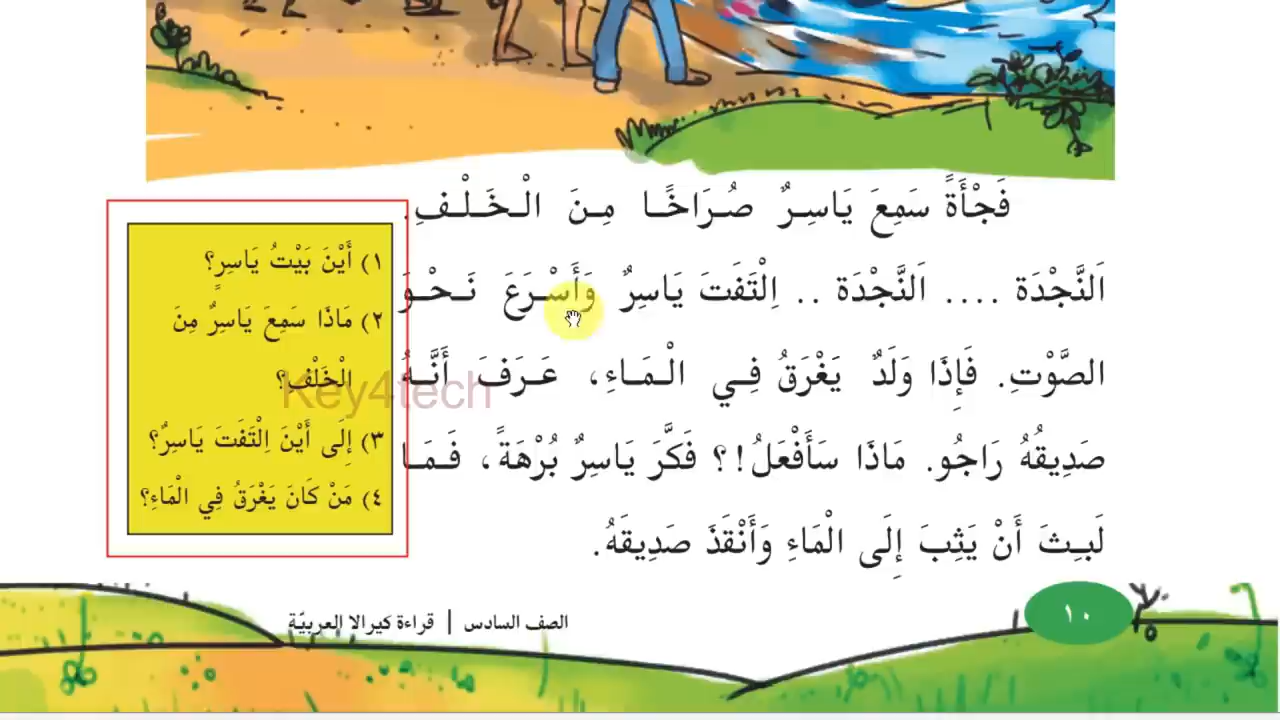 فَجْأَةً سَمِعَ يَاسِرٌ صُرَاخًا مِنَ الْخَلْفِ.
اَلنَّجْدَة .... اَلنَّجْدَة .. اِلْتَفَتَ يَاسِرٌ وَأَسْرَعَ نَحْوَ
الصَّوْتِ. فَإِذَا وَلَدٌ يَغْرَقُ فِي الْمَاءِ، عَرَفَ أَنَّهُ
صَدِيقُهُ رَاجُو. مَاذَا سَأَفْعَلُ!؟ فَكَّرَ يَاسِرٌ بُرْهَةً، فَمَا
لَبِثَ أَنْ يَثِبَ إِلَى الْمَاءِ وَأَنْقَذَ صَدِيقَهُ.
١) أَيْنَ بَيْتُ يَاسِرٍ؟
٢) مَاذَا سَمِعَ يَاسِرٌ مِنَ
الْخَلْفِ؟
٣) إِلَى أَيْنَ اِلْتَفَتَ يَاسِرٌ؟
٤) مَنْ كَانَ يَغْرَقُ فِي الْمَاءِ؟
Key4tech
الصف السادس | قراءة كيرالا العربيّة
١٠